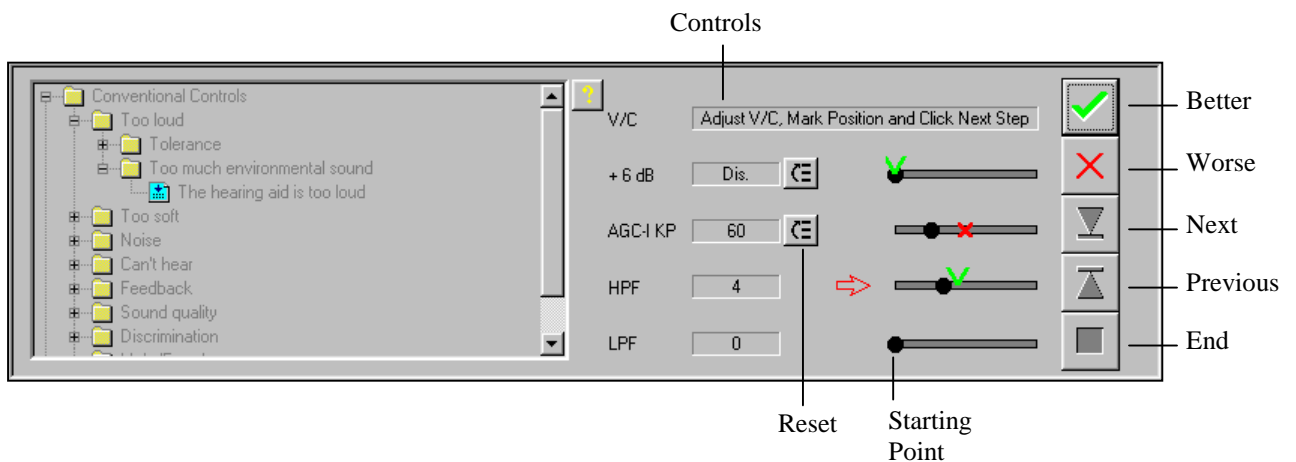 Controls
Conventional Controls
Too loud
Tolerance
Too much environmental sound
The hearing aid is too loud
Too soft
Noise
Can't hear
Feedback
Sound quality
Discrimination
?
V/C Adjust V/C, Mark Position and Click Next Step
+ 6 dB Dis.
AGC-I KP 60
HPF 4
LPF 0
Better
Worse
Next
Previous
End
Reset
Starting
Point